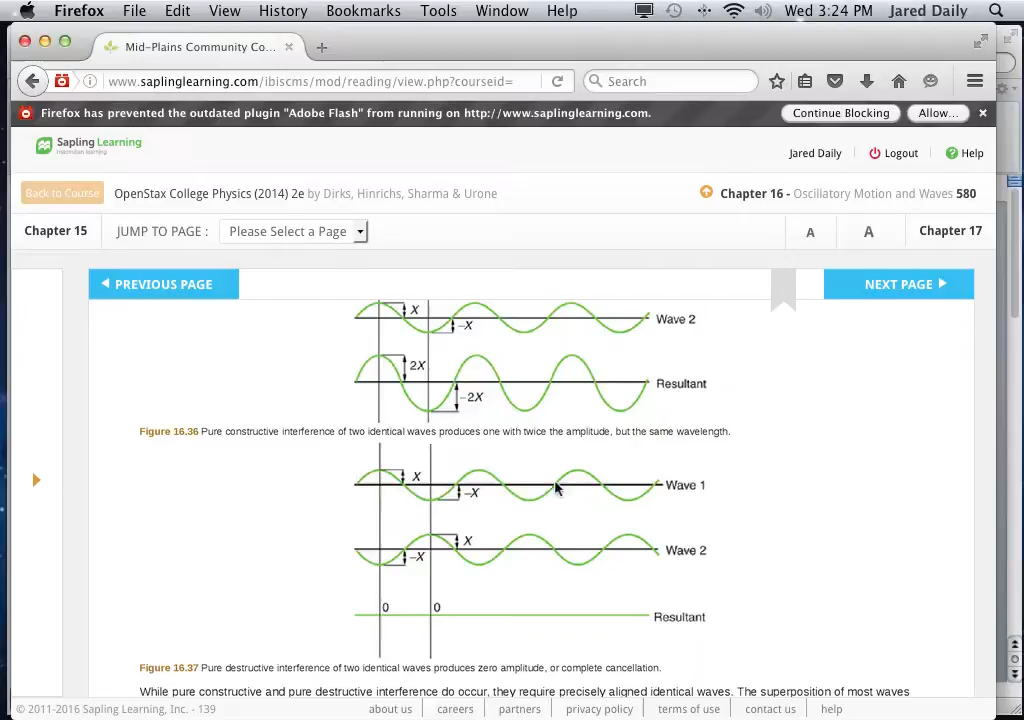 Firefox File Edit View History Bookmarks Tools Window Help Wed 3:24 PM Jared Daily
Mid-Plains Community Co...
www.saplinglearning.com/ibiscms/mod/reading/view.php?courseid= Search
Firefox has prevented the outdated plugin "Adobe Flash" from running on http://www.saplinglearning.com. Continue Blocking Allow...
Sapling Learning
macmillan learning
Jared Daily Logout Help
Back to Course OpenStax College Physics (2014) 2e by Dirks, Hinrichs, Sharma & Urone Chapter 16 - Oscillatory Motion and Waves 580
Chapter 15 JUMP TO PAGE : Please Select a Page A A Chapter 17
PREVIOUS PAGE NEXT PAGE
X
-X
Wave 2
2X
-2X
Resultant
Figure 16.36 Pure constructive interference of two identical waves produces one with twice the amplitude, but the same wavelength.
X
-X
Wave 1
X
-X
Wave 2
0 0
Resultant
Figure 16.37 Pure destructive interference of two identical waves produces zero amplitude, or complete cancellation.
While pure constructive and pure destructive interference do occur, they require precisely aligned identical waves. The superposition of most waves
© 2011-2016 Sapling Learning, Inc. - 139 about us careers partners privacy policy terms of use contact us help